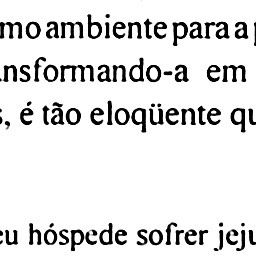 mo ambiente para a p
ansformando-a em
s, é tão eloqüente qu
eu hóspede sofrer jeju